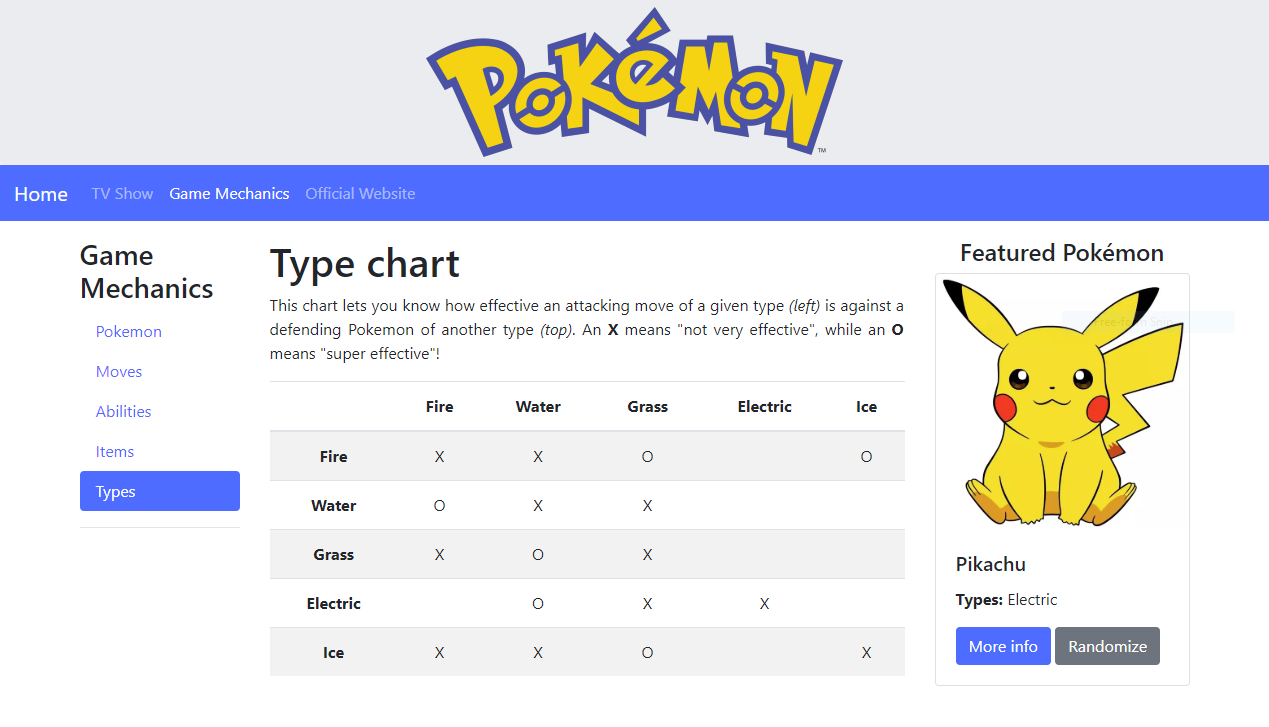 POKéMON
TM
Home TV Show Game Mechanics Official Website
Game
Mechanics
Pokemon
Moves
Abilities
Items
Types
Type chart
This chart lets you know how effective an attacking move of a given type (left) is against a
defending Pokemon of another type (top). An X means "not very effective", while an O
means "super effective"!
Fire Water Grass Electric Ice
Fire X X O O
Water O X X
Grass X O X
Electric O X X
Ice X X O X
Featured Pokémon
Pikachu
Types: Electric
More info Randomize